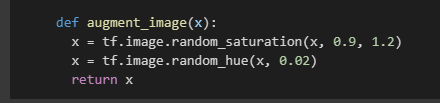 def augment_image(x):
x = tf.image.random_saturation(x, 0.9, 1.2)
x = tf.image.random_hue(x, 0.02)
return x